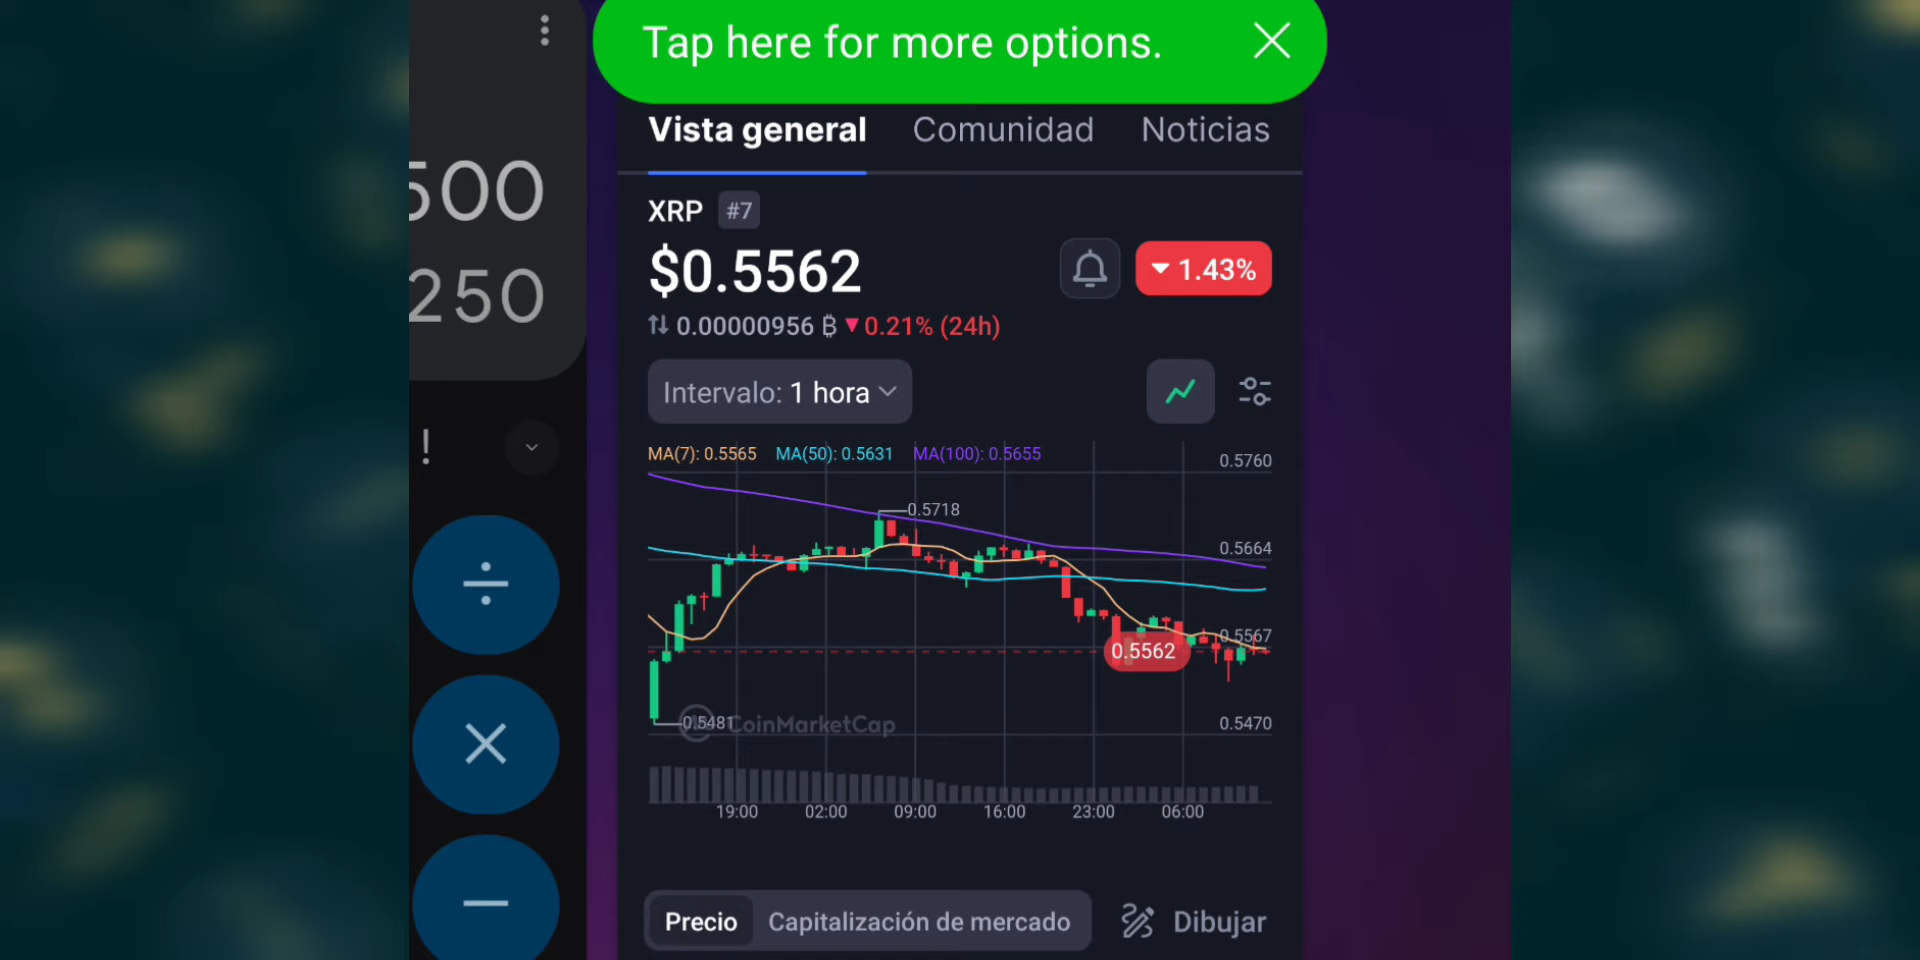 Tap here for more options.
500
250
!
Vista general Comunidad Noticias
XRP #7
$0.5562
1.43%
0.00000956 ₿ 0.21% (24h)
Intervalo: 1 hora
MA(7): 0.5565 MA(50): 0.5631 MA(100): 0.5655
0.5760
0.5718
0.5664
0.5567
0.5562
0.5481
CoinMarketCap
0.5470
19:00 02:00 09:00 16:00 23:00 06:00
Precio Capitalización de mercado Dibujar